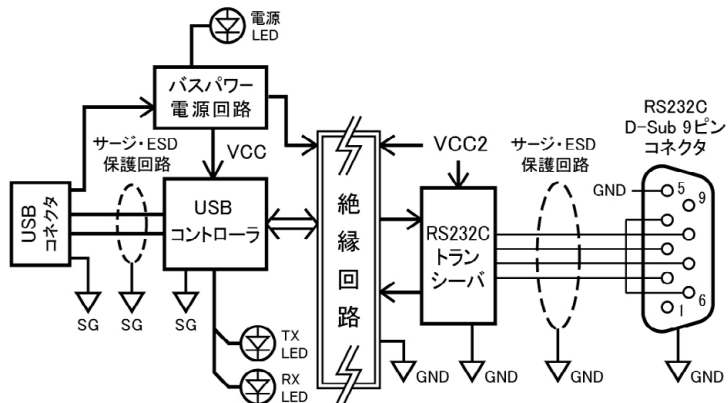 電源
LED
バスパワー
電源回路
サージ・ESD
保護回路
VCC
USB
コネクタ
USB
コントローラ
SG
SG
SG
TX
LED
RX
LED
絶縁回路
VCC2
RS232C
トラン
シーバ
サージ・ESD
保護回路
RS232C
D-Sub 9ピン
コネクタ
GND
5
9
6
1
GND
GND
GND
GND